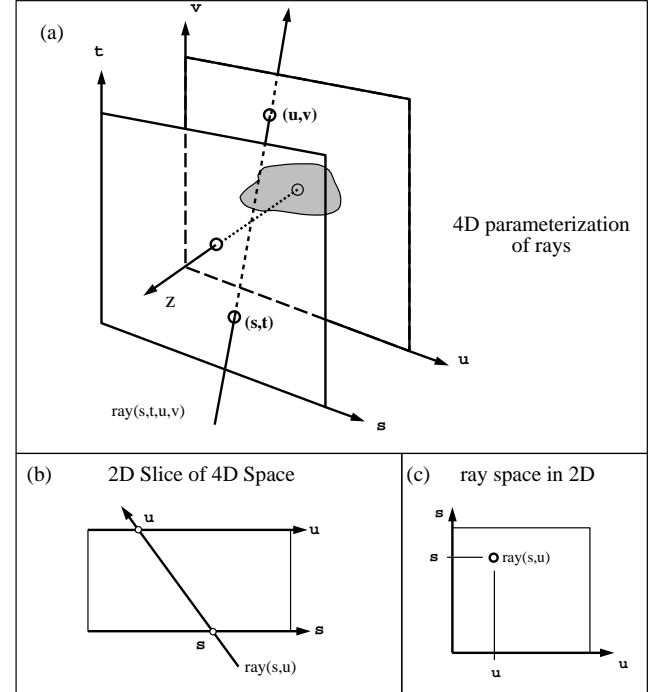 (a)
v
t
(u,v)
4D parameterization
of rays
Z
(s,t)
u
ray(s,t,u,v)
s
(b) 2D Slice of 4D Space
u
u
s
s
ray(s,u)
(c) ray space in 2D
s
s
ray(s,u)
u
u